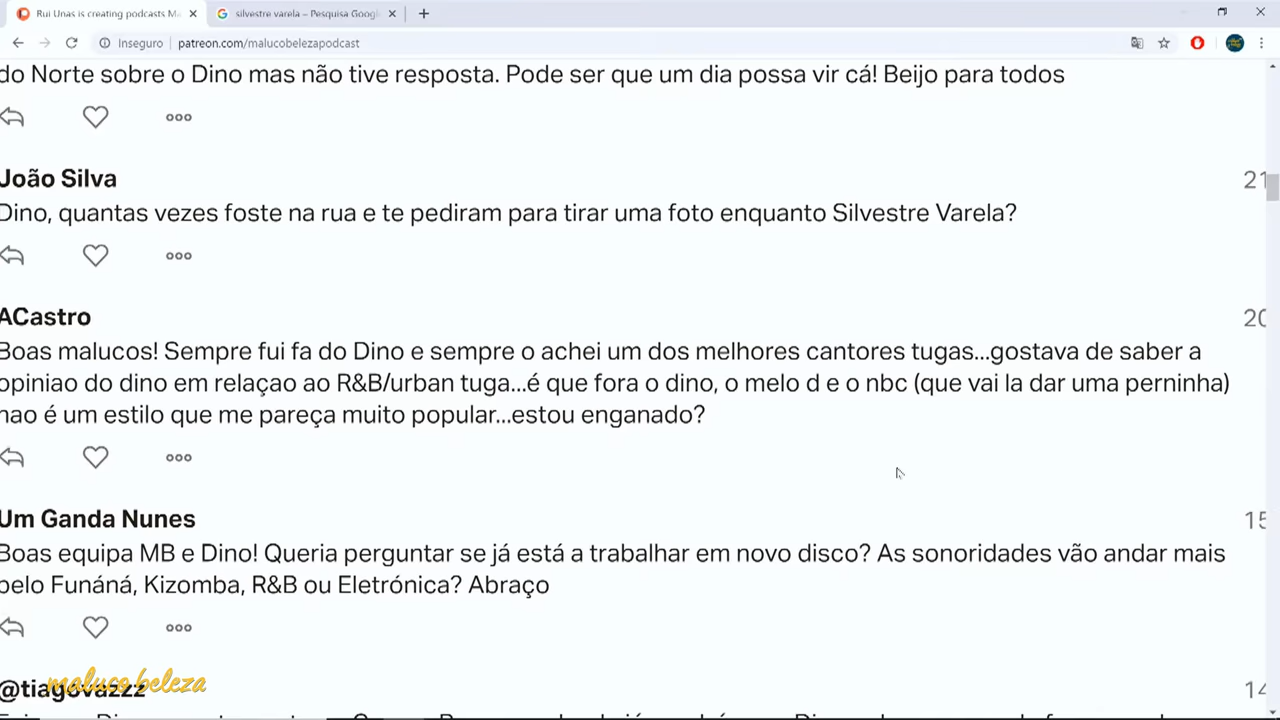 Rui Unas is creating podcasts Ma
silvestre varela – Pesquisa Googl
Inseguro
patreon.com/malucobelezapodcast
do Norte sobre o Dino mas não tive resposta. Pode ser que um dia possa vir cá! Beijo para todos
João Silva
21
Dino, quantas vezes foste na rua e te pediram para tirar uma foto enquanto Silvestre Varela?
ACastro
20
Boas malucos! Sempre fui fa do Dino e sempre o achei um dos melhores cantores tugas...gostava de saber a
opiniao do dino em relaçao ao R&B/urban tuga...é que fora o dino, o melo d e o nbc (que vai la dar uma perninha)
nao é um estilo que me pareça muito popular...estou enganado?
Um Ganda Nunes
15
Boas equipa MB e Dino! Queria perguntar se já está a trabalhar em novo disco? As sonoridades vão andar mais
pelo Funáná, Kizomba, R&B ou Eletrónica? Abraço
@tiagovazzz
14
maluco beleza